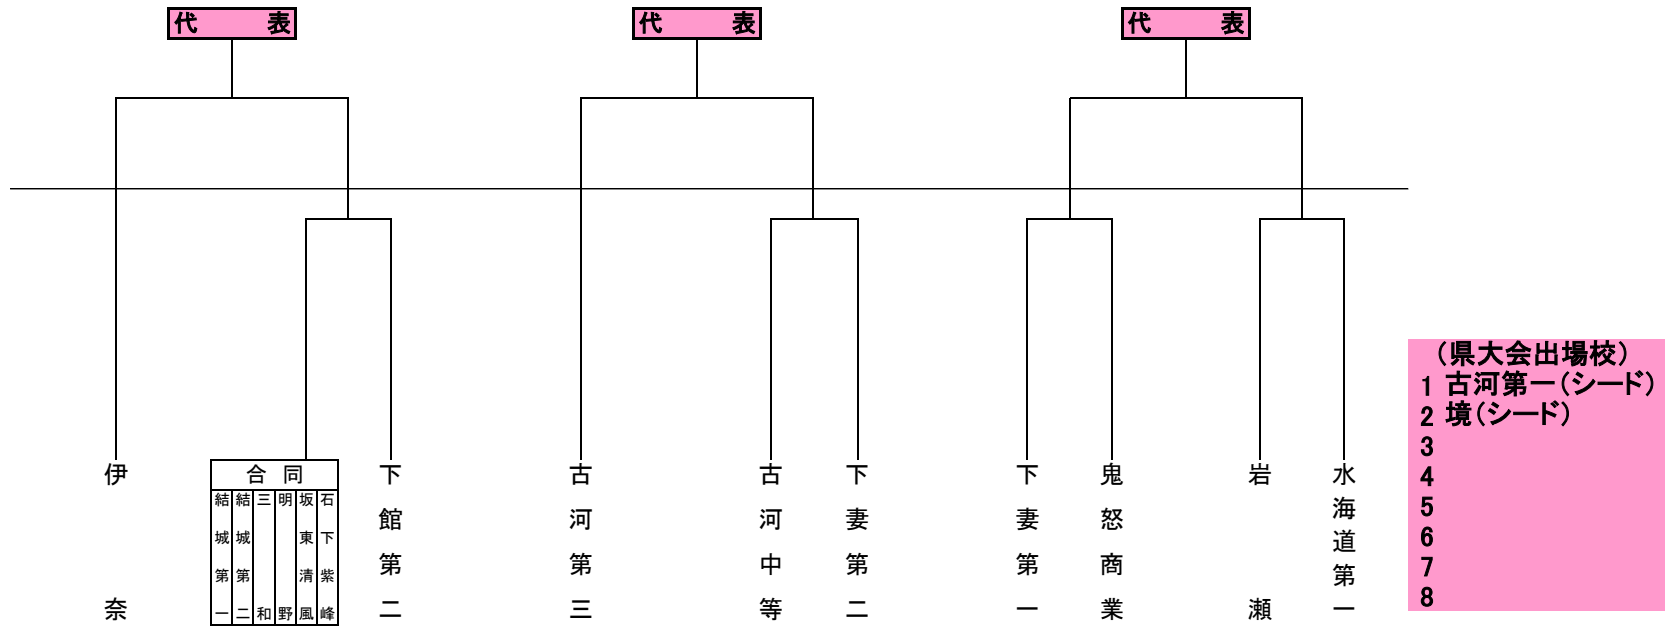 代　表
代　表
代　表
伊奈
合同
結城第一
結城第二
三和
明野
坂東清風
石下紫峰
下館第二
古河第三
古河中等
下妻第二
下妻第一
鬼怒商業
岩瀬
水海道第一
（県大会出場校）
1 古河第一（シード）
2 境（シード）
3
4
5
6
7
8